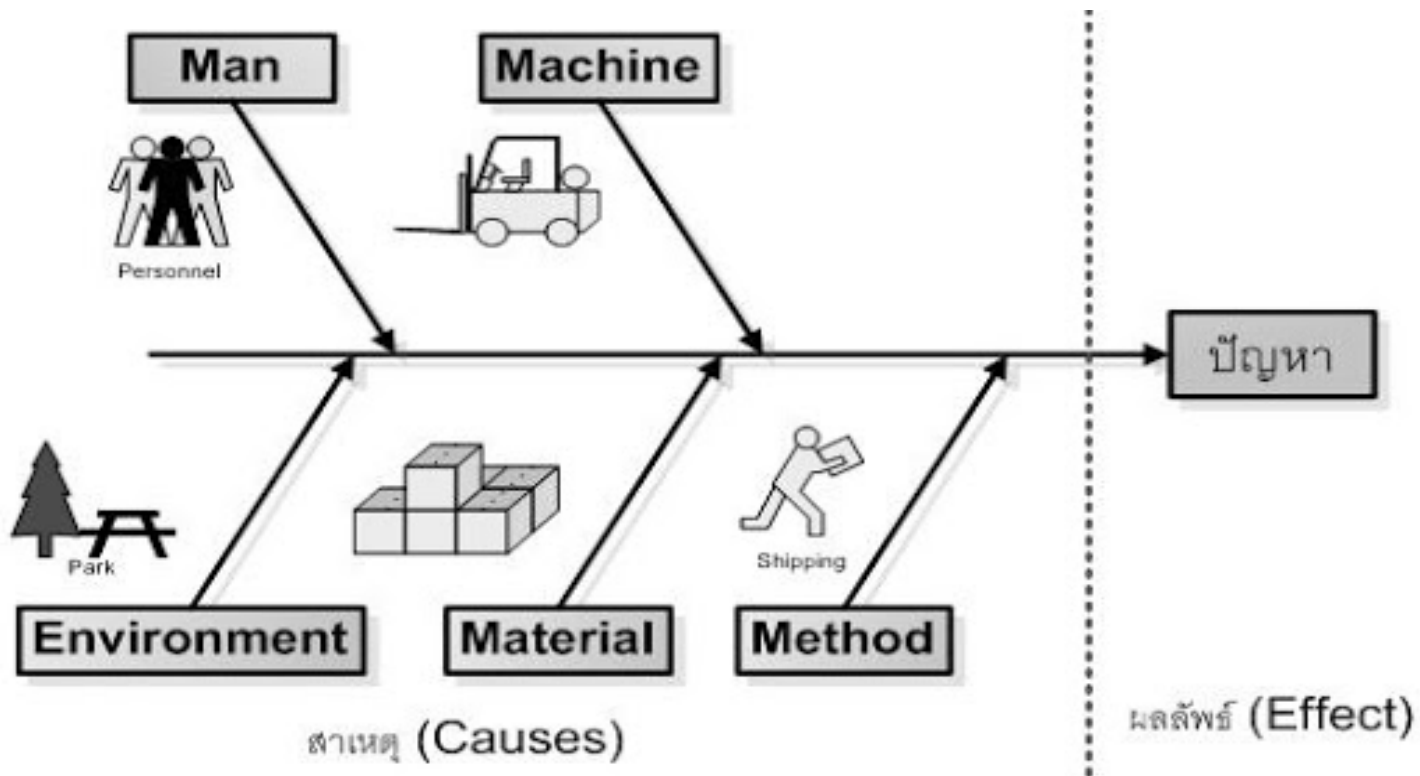 Man
Machine
Personnel
ปัญหา
Park
Shipping
Environment
Material
Method
สาเหตุ (Causes)
ผลลัพธ์ (Effect)